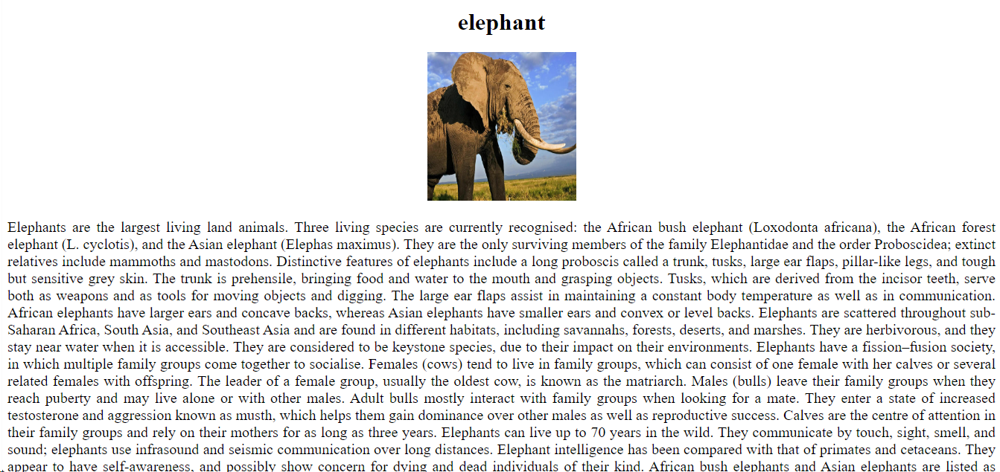 elephant
Elephants are the largest living land animals. Three living species are currently recognised: the African bush elephant (Loxodonta africana), the African forest
elephant (L. cyclotis), and the Asian elephant (Elephas maximus). They are the only surviving members of the family Elephantidae and the order Proboscidea; extinct
relatives include mammoths and mastodons. Distinctive features of elephants include a long proboscis called a trunk, tusks, large ear flaps, pillar-like legs, and tough
but sensitive grey skin. The trunk is prehensile, bringing food and water to the mouth and grasping objects. Tusks, which are derived from the incisor teeth, serve
both as weapons and as tools for moving objects and digging. The large ear flaps assist in maintaining a constant body temperature as well as in communication.
African elephants have larger ears and concave backs, whereas Asian elephants have smaller ears and convex or level backs. Elephants are scattered throughout sub-
Saharan Africa, South Asia, and Southeast Asia and are found in different habitats, including savannahs, forests, deserts, and marshes. They are herbivorous, and they
stay near water when it is accessible. They are considered to be keystone species, due to their impact on their environments. Elephants have a fission–fusion society,
in which multiple family groups come together to socialise. Females (cows) tend to live in family groups, which can consist of one female with her calves or several
related females with offspring. The leader of a female group, usually the oldest cow, is known as the matriarch. Males (bulls) leave their family groups when they
reach puberty and may live alone or with other males. Adult bulls mostly interact with family groups when looking for a mate. They enter a state of increased
testosterone and aggression known as musth, which helps them gain dominance over other males as well as reproductive success. Calves are the centre of attention in
their family groups and rely on their mothers for as long as three years. Elephants can live up to 70 years in the wild. They communicate by touch, sight, smell, and
sound; elephants use infrasound and seismic communication over long distances. Elephant intelligence has been compared with that of primates and cetaceans. They
appear to have self-awareness, and possibly show concern for dying and dead individuals of their kind. African bush elephants and Asian elephants are listed as